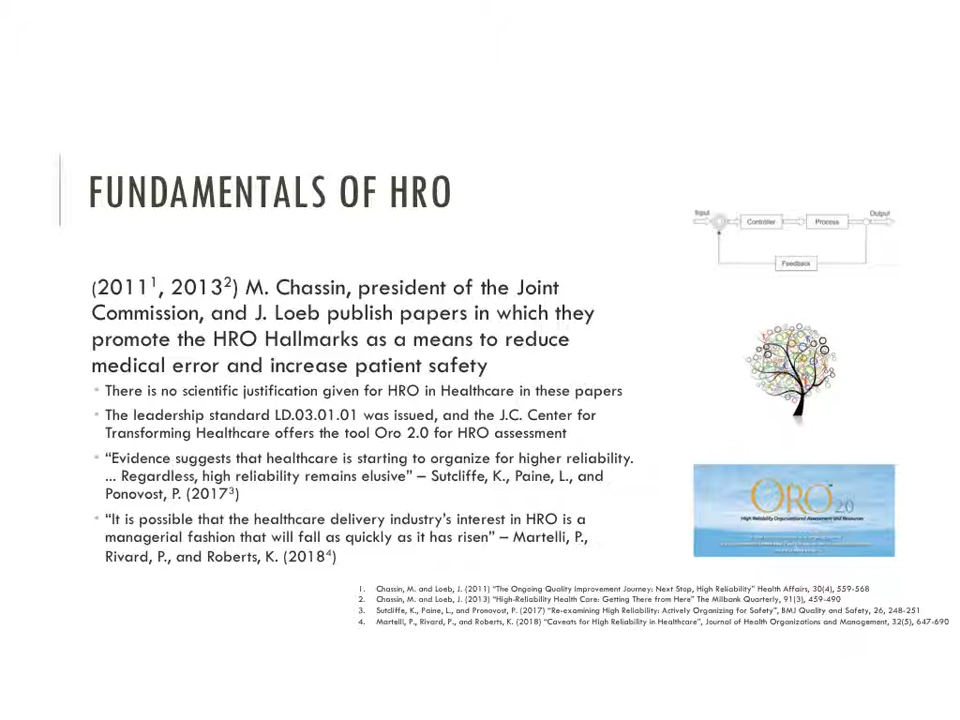 FUNDAMENTALS OF HRO
Input
Controller
Process
Output
Feedback
(2011¹, 2013²) M. Chassin, president of the Joint
Commission, and J. Loeb publish papers in which they
promote the HRO Hallmarks as a means to reduce
medical error and increase patient safety
There is no scientific justification given for HRO in Healthcare in these papers
The leadership standard LD.03.01.01 was issued, and the J.C. Center for
Transforming Healthcare offers the tool Oro 2.0 for HRO assessment
“Evidence suggests that healthcare is starting to organize for higher reliability.
... Regardless, high reliability remains elusive” – Sutcliffe, K., Paine, L., and
Ponovost, P. (2017³)
“It is possible that the healthcare delivery industry's interest in HRO is a
managerial fashion that will fall as quickly as it has risen” – Martelli, P.,
Rivard, P., and Roberts, K. (2018⁴)
ORO 2.0
High Reliability Organizational Assessment and Resources
1. Chassin, M. and Loeb, J. (2011) “The Ongoing Quality Improvement Journey: Next Stop, High Reliability” Health Affairs, 30(4), 559-568
2. Chassin, M. and Loeb, J. (2013) “High-Reliability Health Care: Getting There from Here” The Milbank Quarterly, 91(3), 459-490
3. Sutcliffe, K., Paine, L., and Pronovost, P. (2017) “Re-examining High Reliability: Actively Organizing for Safety”, BMJ Quality and Safety, 26, 248-251
4. Martelli, P., Rivard, P., and Roberts, K. (2018) “Caveats for High Reliability in Healthcare”, Journal of Health Organizations and Management, 32(5), 647-690